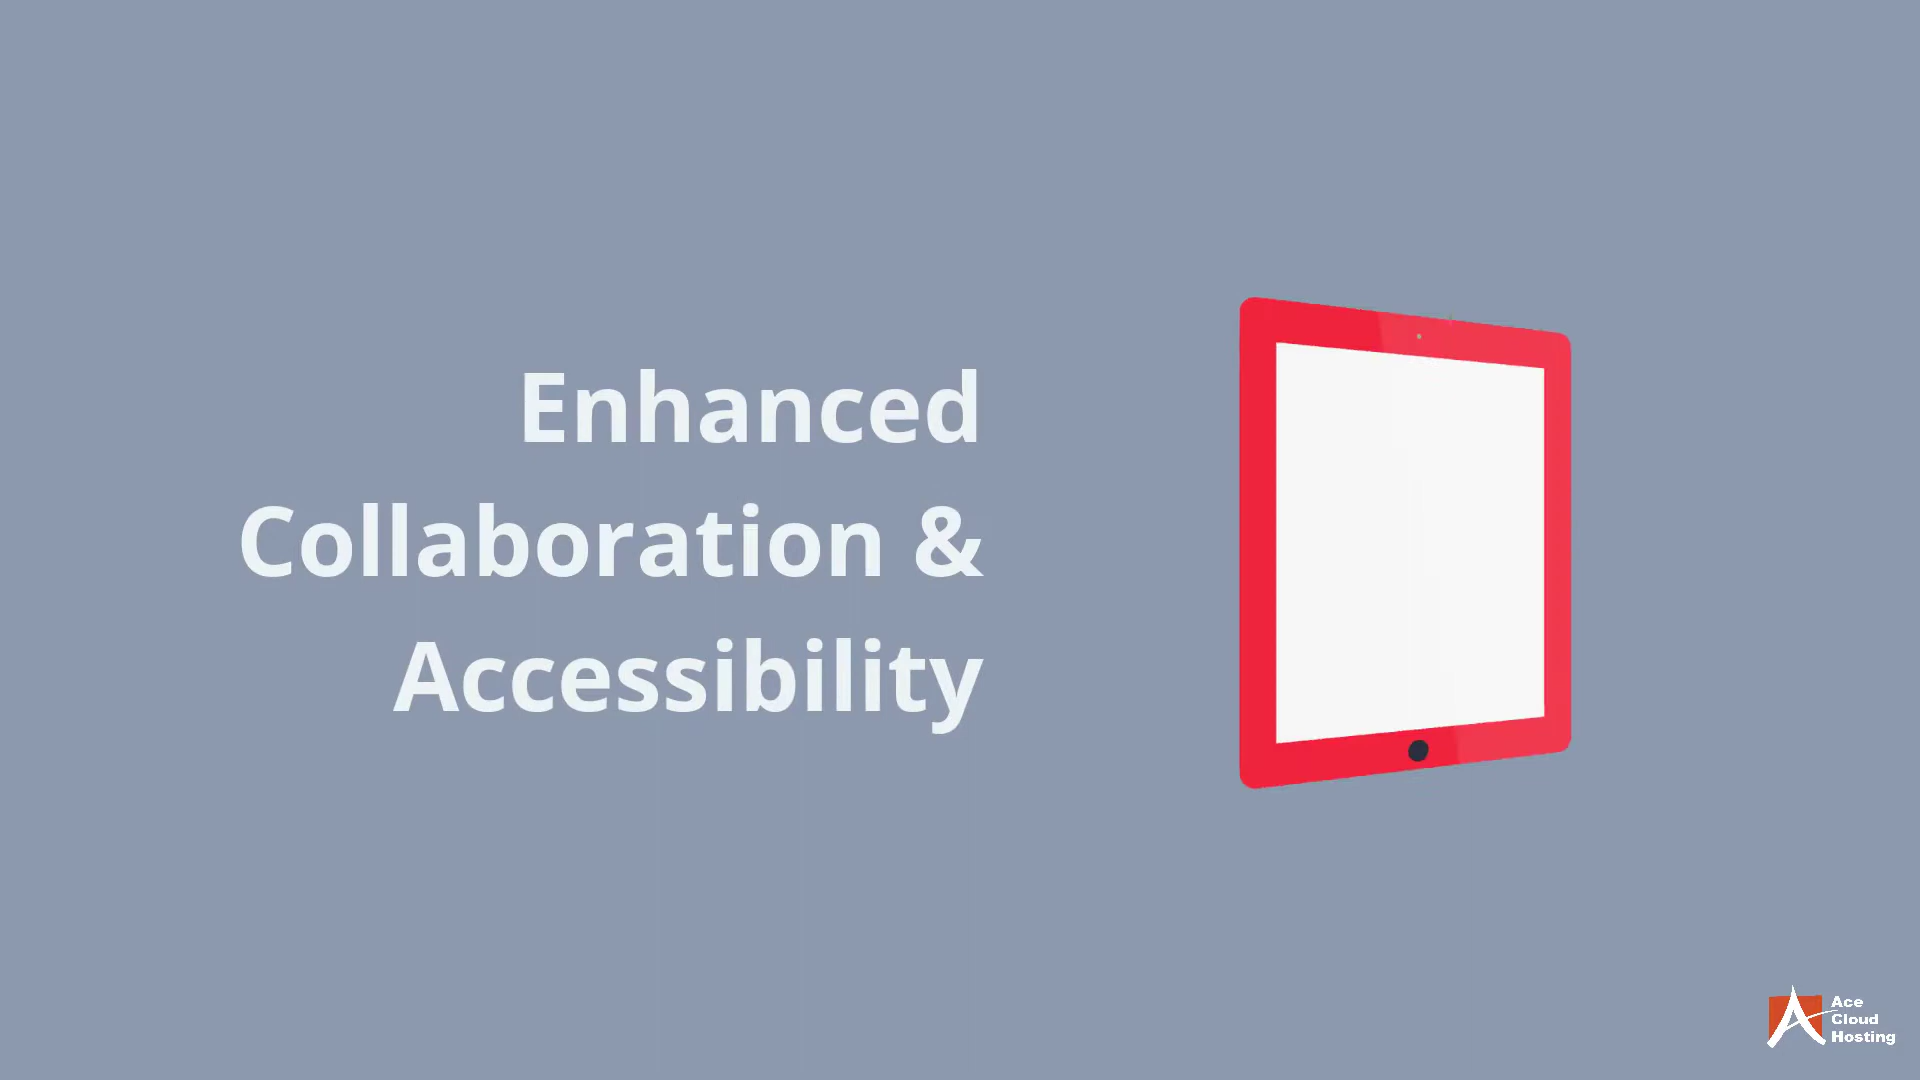 Enhanced
Collaboration &
Accessibility
Ace
Cloud
Hosting